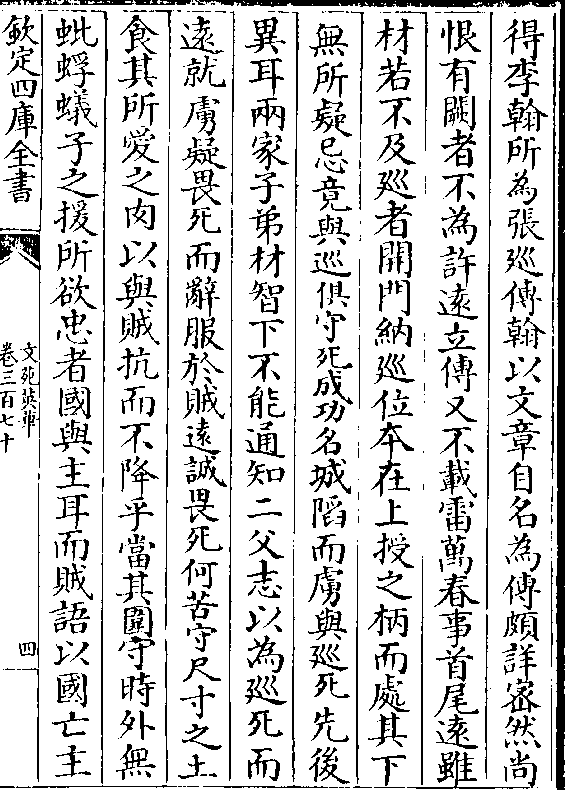 得李翰所為張廵傳翰以文章自名為傳頗詳宻然尚
恨有闕者不為許遠立傳又不載雷萬春事首尾遠雖
材若不及廵者開門納廵位本在上授之柄而處其下
無所疑忌竟與巡俱守死成功名城䧟而虜與廵死先後
異耳兩家子弟材智下不能通知二父志以為廵死而
遠就虜疑畏死而辭服於賊遠誠畏死何苦守尺寸之土
食其所愛之肉以與賊抗而不降乎當其圍守時外無
蚍蜉蟻子之援所欲忠者國與主耳而賊語以國亡主
欽定四庫全書
文苑英華
卷三百七十
四